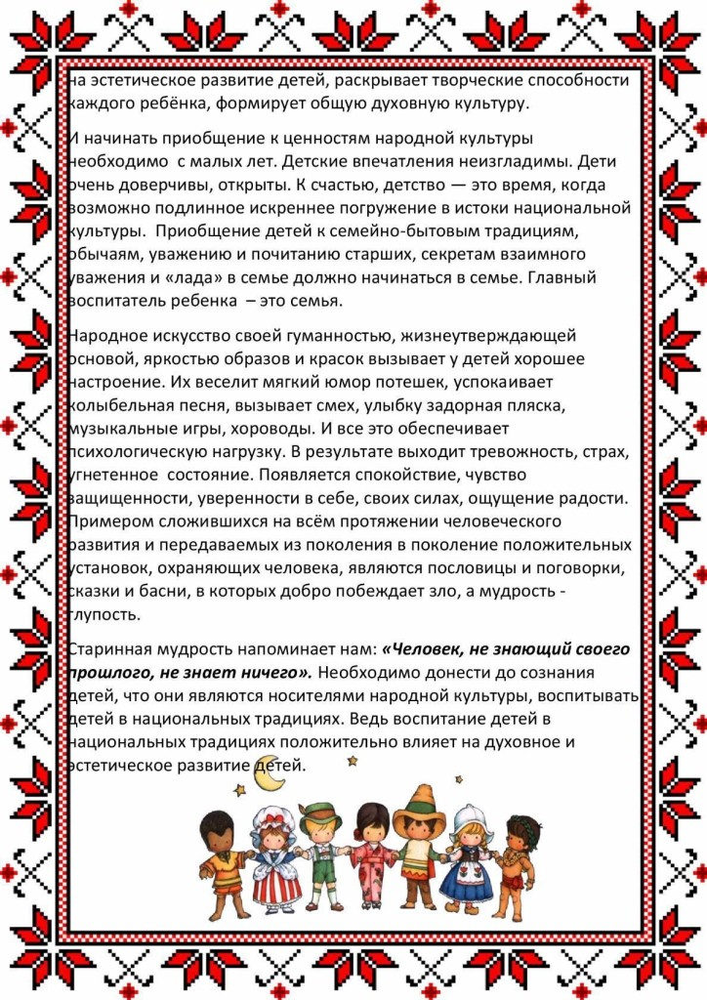 на эстетическое развитие детей, раскрывает творческие способности
каждого ребёнка, формирует общую духовную культуру.
И начинать приобщение к ценностям народной культуры
необходимо с малых лет. Детские впечатления неизгладимы. Дети
очень доверчивы, открыты. К счастью, детство — это время, когда
возможно подлинное искреннее погружение в истоки национальной
культуры. Приобщение детей к семейно-бытовым традициям,
обычаям, уважению и почитанию старших, секретам взаимного
уважения и «лада» в семье должно начинаться в семье. Главный
воспитатель ребенка – это семья.
Народное искусство своей гуманностью, жизнеутверждающей
основой, яркостью образов и красок вызывает у детей хорошее
настроение. Их веселит мягкий юмор потешек, успокаивает
колыбельная песня, вызывает смех, улыбку задорная пляска,
музыкальные игры, хороводы. И все это обеспечивает
психологическую нагрузку. В результате выходит тревожность, страх,
угнетенное состояние. Появляется спокойствие, чувство
защищенности, уверенности в себе, своих силах, ощущение радости.
Примером сложившихся на всём протяжении человеческого
развития и передаваемых из поколения в поколение положительных
установок, охраняющих человека, являются пословицы и поговорки,
сказки и басни, в которых добро побеждает зло, а мудрость -
глупость.
Старинная мудрость напоминает нам: «Человек, не знающий своего
прошлого, не знает ничего». Необходимо донести до сознания
детей, что они являются носителями народной культуры, воспитывать
детей в национальных традициях. Ведь воспитание детей в
национальных традициях положительно влияет на духовное и
эстетическое развитие детей.